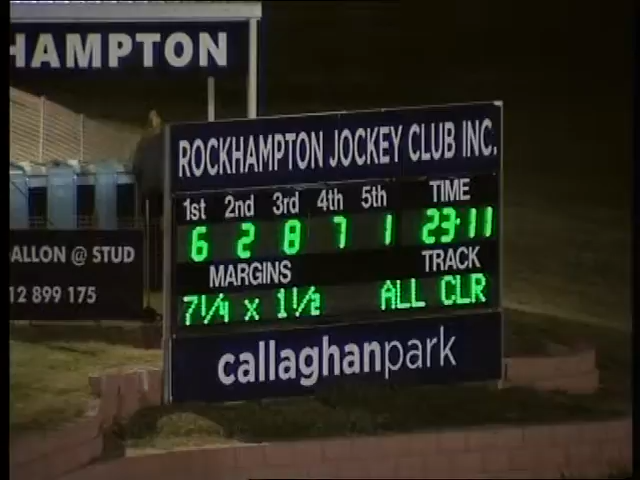 HAMPTON
ROCKHAMPTON JOCKEY CLUB INC.
1st 2nd 3rd 4th 5th TIME
6 2 8 7 1 23·11
MARGINS TRACK
7¼ x 1½ ALL CLR
callaghanpark
ALLON @ STUD
12 899 175